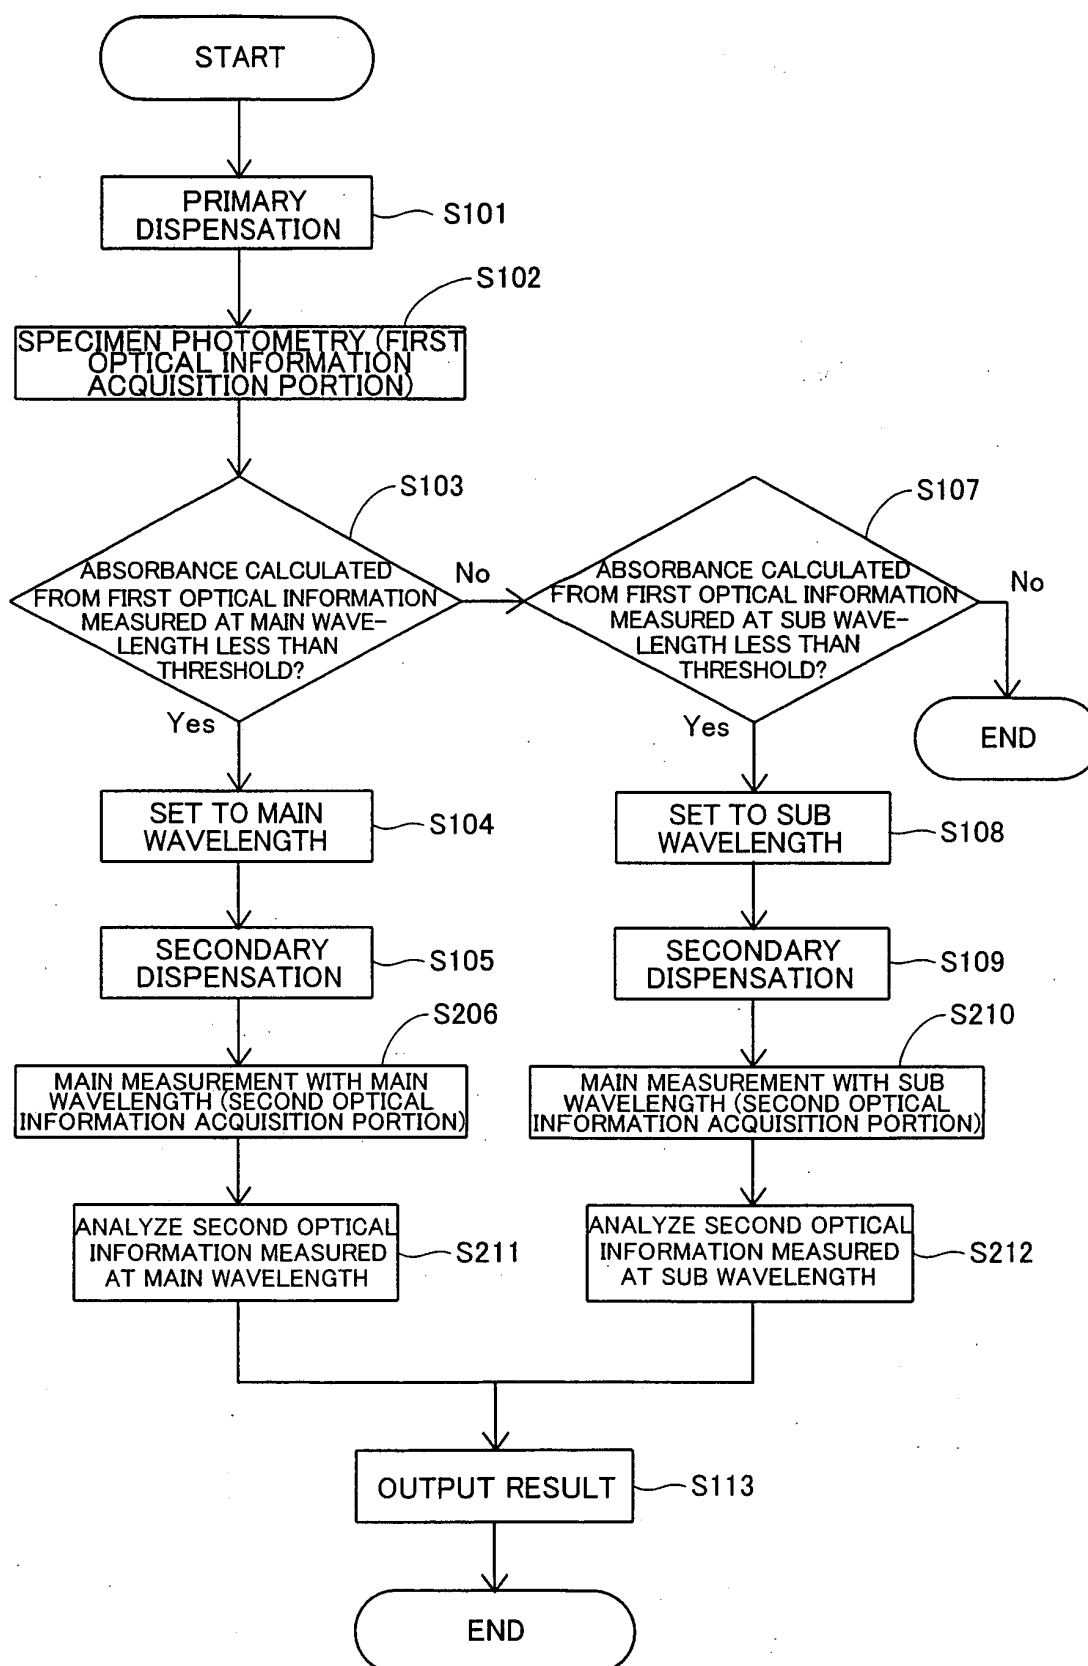 START
PRIMARY
DISPENSATION
S101
S102
SPECIMEN PHOTOMETRY (FIRST
OPTICAL INFORMATION
ACQUISITION PORTION)
S103
ABSORBANCE CALCULATED
FROM FIRST OPTICAL INFORMATION
MEASURED AT MAIN WAVE-
LENGTH LESS THAN
THRESHOLD?
No
Yes
S107
ABSORBANCE CALCULATED
FROM FIRST OPTICAL INFORMATION
MEASURED AT SUB WAVE-
LENGTH LESS THAN
THRESHOLD?
No
Yes
END
SET TO MAIN
WAVELENGTH
S104
SET TO SUB
WAVELENGTH
S108
SECONDARY
DISPENSATION
S105
SECONDARY
DISPENSATION
S109
S206
MAIN MEASUREMENT WITH MAIN
WAVELENGTH (SECOND OPTICAL
INFORMATION ACQUISITION PORTION)
S210
MAIN MEASUREMENT WITH SUB
WAVELENGTH (SECOND OPTICAL
INFORMATION ACQUISITION PORTION)
ANALYZE SECOND OPTICAL
INFORMATION MEASURED
AT MAIN WAVELENGTH
S211
ANALYZE SECOND OPTICAL
INFORMATION MEASURED
AT SUB WAVELENGTH
S212
OUTPUT RESULT
S113
END